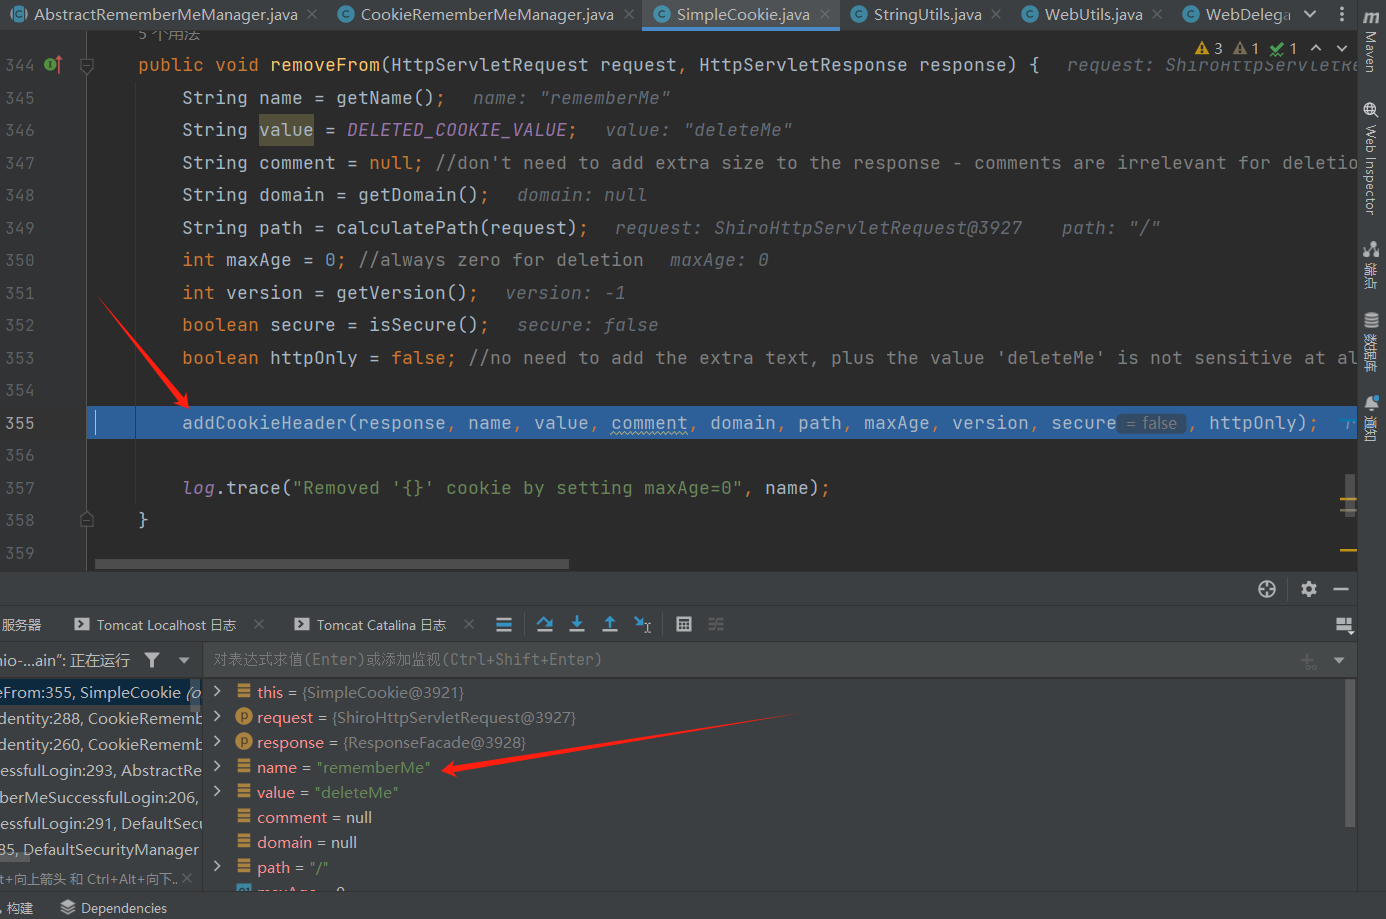 AbstractRememberMeManager.java CookieRememberMeManager.java SimpleCookie.java StringUtils.java WebUtils.java WebDelega
5 个用法
3 1 1
344 public void removeFrom(HttpServletRequest request, HttpServletResponse response) { request: ShiroHttpServletRe
345 String name = getName(); name: "rememberMe"
346 String value = DELETED_COOKIE_VALUE; value: "deleteMe"
347 String comment = null; //don't need to add extra size to the response - comments are irrelevant for deletio
348 String domain = getDomain(); domain: null
349 String path = calculatePath(request); request: ShiroHttpServletRequest@3927 path: "/"
350 int maxAge = 0; //always zero for deletion maxAge: 0
351 int version = getVersion(); version: -1
352 boolean secure = isSecure(); secure: false
353 boolean httpOnly = false; //no need to add the extra text, plus the value 'deleteMe' is not sensitive at al
354
355 addCookieHeader(response, name, value, comment, domain, path, maxAge, version, secure = false , httpOnly);
356
357 log.trace("Removed '{}' cookie by setting maxAge=0", name);
358 }
359
Maven
Web Inspector
端点
数据库
通知
服务器 Tomcat Localhost 日志 Tomcat Catalina 日志
nio-...ain": 正在运行
对表达式求值(Enter)或添加监视(Ctrl+Shift+Enter)
eFrom:355, SimpleCookie (o
dentity:288, CookieRememb
dentity:260, CookieRememb
essfulLogin:293, AbstractRe
berMeSuccessfulLogin:206,
essfulLogin:291, DefaultSecu
85, DefaultSecurityManager
t+向上箭头 和 Ctrl+Alt+向下..
this = {SimpleCookie@3921}
request = {ShiroHttpServletRequest@3927}
response = {ResponseFacade@3928}
name = "rememberMe"
value = "deleteMe"
comment = null
domain = null
path = "/"
maxAge = 0
构建 Dependencies